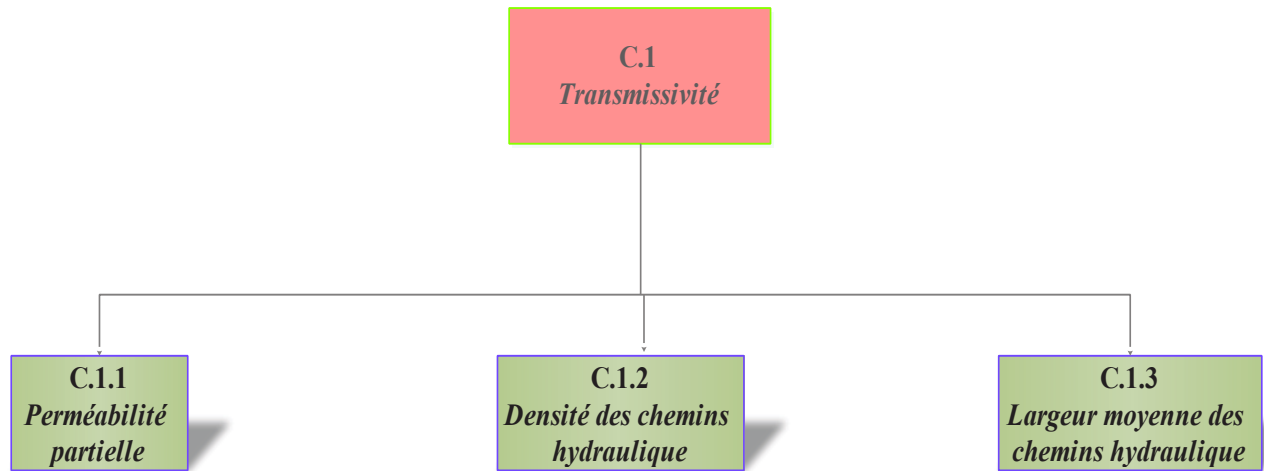 C.1
Transmissivité
C.1.1
Perméabilité
partielle
C.1.2
Densité des chemins
hydraulique
C.1.3
Largeur moyenne des
chemins hydraulique